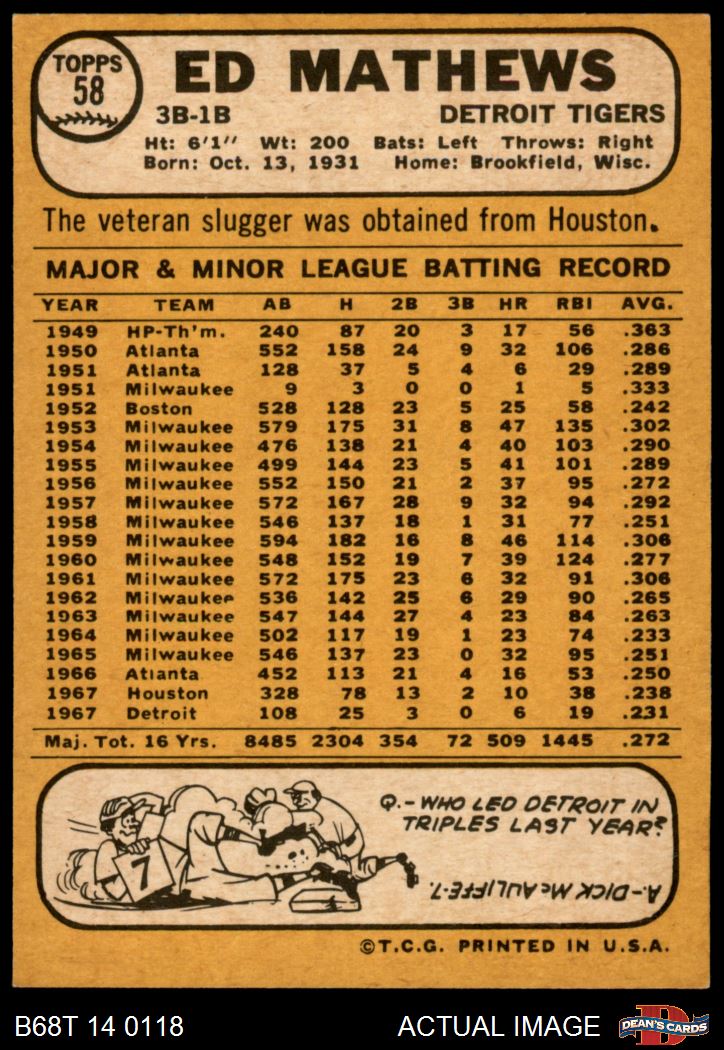 TOPPS
58
ED MATHEWS
3B-1B DETROIT TIGERS
Ht: 6'1" Wt: 200 Bats: Left Throws: Right
Born: Oct. 13, 1931 Home: Brookfield, Wisc.
The veteran slugger was obtained from Houston.
MAJOR & MINOR LEAGUE BATTING RECORD
YEAR TEAM AB H 2B 3B HR RBI AVG.
1949 HP-Th'm. 240 87 20 3 17 56 .363
1950 Atlanta 552 158 24 9 32 106 .286
1951 Atlanta 128 37 5 4 6 29 .289
1951 Milwaukee 9 3 0 0 1 5 .333
1952 Boston 528 128 23 5 25 58 .242
1953 Milwaukee 579 175 31 8 47 135 .302
1954 Milwaukee 476 138 21 4 40 103 .290
1955 Milwaukee 499 144 23 5 41 101 .289
1956 Milwaukee 552 150 21 2 37 95 .272
1957 Milwaukee 572 167 28 9 32 94 .292
1958 Milwaukee 546 137 18 1 31 77 .251
1959 Milwaukee 594 182 16 8 46 114 .306
1960 Milwaukee 548 152 19 7 39 124 .277
1961 Milwaukee 572 175 23 6 32 91 .306
1962 Milwaukee 536 142 25 6 29 90 .265
1963 Milwaukee 547 144 27 4 23 84 .263
1964 Milwaukee 502 117 19 1 23 74 .233
1965 Milwaukee 546 137 23 0 32 95 .251
1966 Atlanta 452 113 21 4 16 53 .250
1967 Houston 328 78 13 2 10 38 .238
1967 Detroit 108 25 3 0 6 19 .231
Maj. Tot. 16 Yrs. 8485 2304 354 72 509 1445 .272
Q.-WHO LED DETROIT IN
TRIPLES LAST YEAR?
7
A-DICK McAULIFFE-7.
©T.C.G. PRINTED IN U.S.A.
B68T 14 0118 ACTUAL IMAGE D DEAN'S CARDS